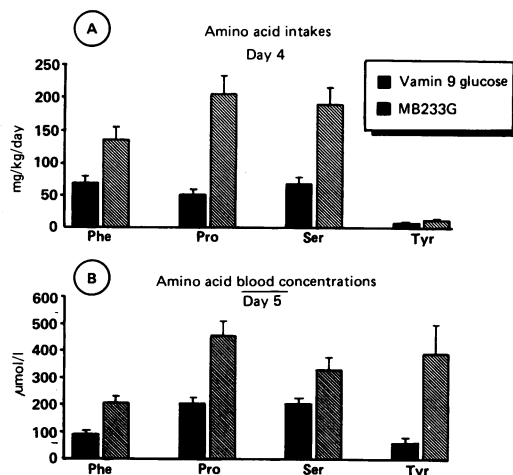 A
Amino acid intakes
Day 4
Vamin 9 glucose
MB233G
mg/kg/day
250
200
150
100
50
0
Phe Pro Ser Tyr
B
Amino acid blood concentrations
Day 5
μmol/l
600
500
400
300
200
100
0
Phe Pro Ser Tyr